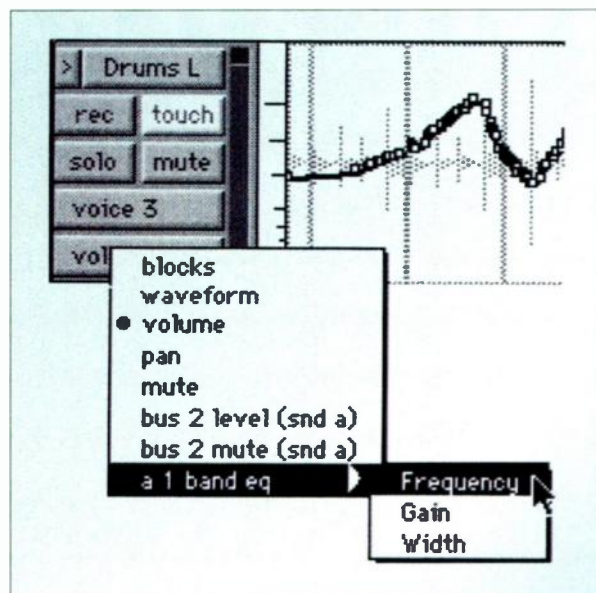 > Drums L
rec touch
solo mute
voice 3
vol
blocks
waveform
volume
pan
mute
bus 2 level (snd a)
bus 2 mute (snd a)
a 1 band eq
Frequency
Gain
Width